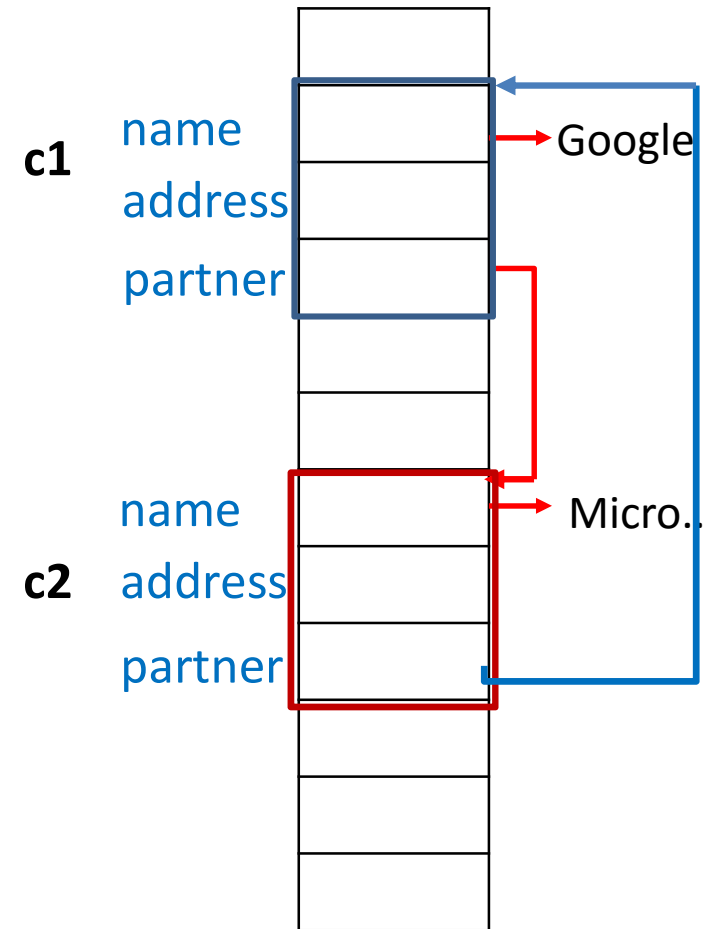 name
Google
c1
address
partner
name
Micro..
c2
address
partner